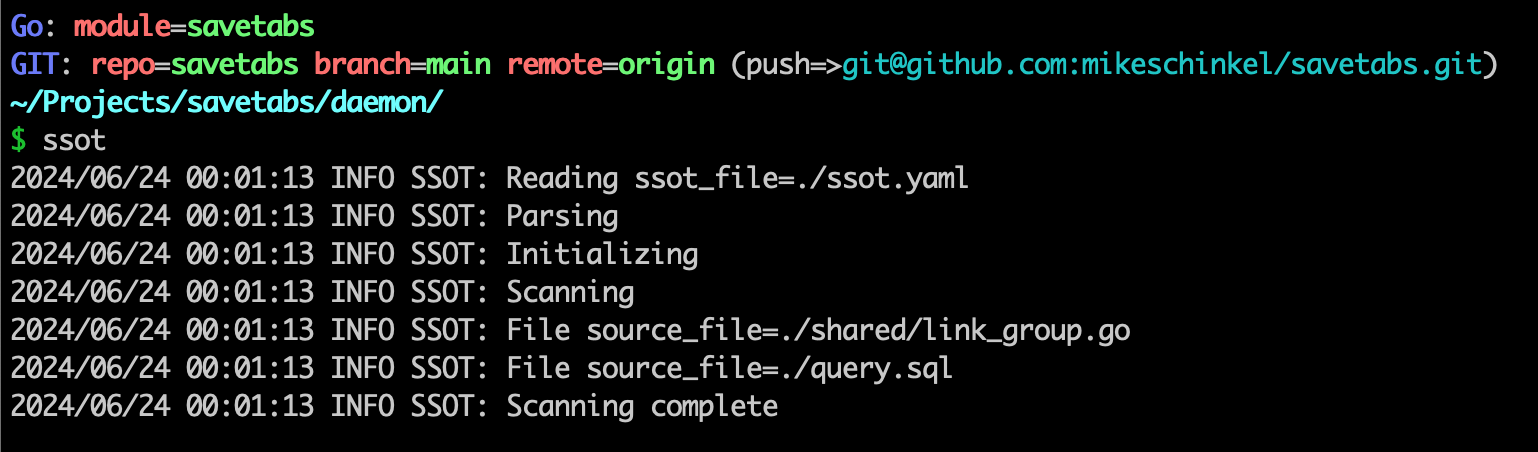 Go: module=savetabs
GIT: repo=savetabs branch=main remote=origin (push=>git@github.com:mikeschinkel/savetabs.git)
~/Projects/savetabs/daemon/
$ ssot
2024/06/24 00:01:13 INFO SSOT: Reading ssot_file=./ssot.yaml
2024/06/24 00:01:13 INFO SSOT: Parsing
2024/06/24 00:01:13 INFO SSOT: Initializing
2024/06/24 00:01:13 INFO SSOT: Scanning
2024/06/24 00:01:13 INFO SSOT: File source_file=./shared/link_group.go
2024/06/24 00:01:13 INFO SSOT: File source_file=./query.sql
2024/06/24 00:01:13 INFO SSOT: Scanning complete